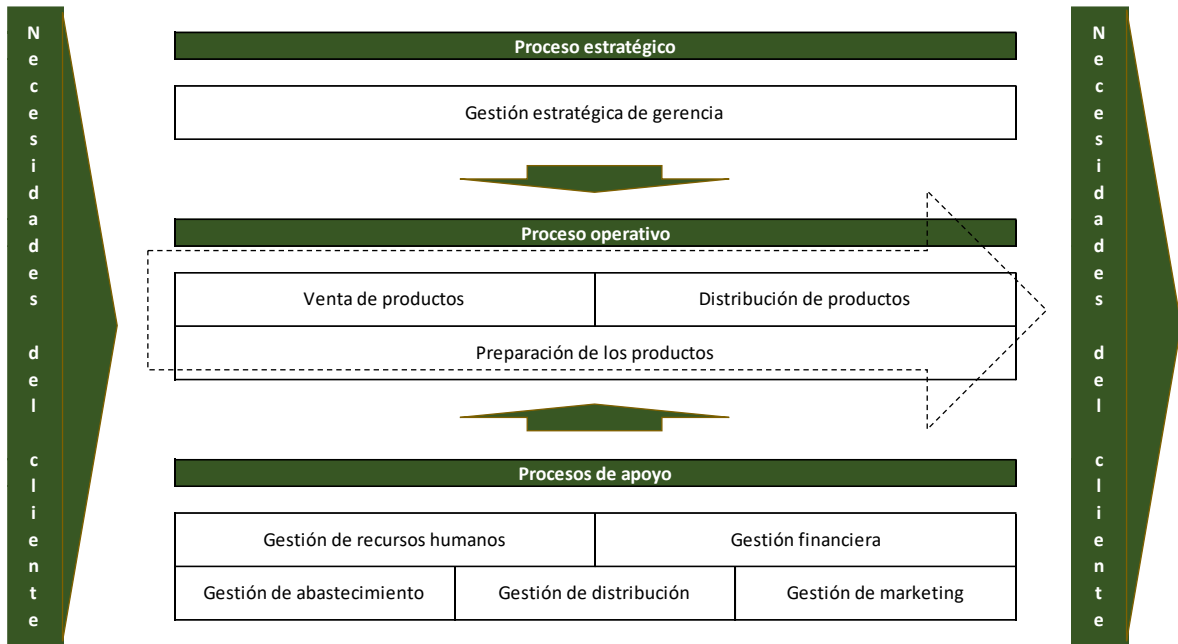 Necesidades del cliente
Proceso estratégico
Gestión estratégica de gerencia
Proceso operativo
Venta de productos
Distribución de productos
Preparación de los productos
Procesos de apoyo
Gestión de recursos humanos
Gestión financiera
Gestión de abastecimiento
Gestión de distribución
Gestión de marketing
Necesidades del cliente